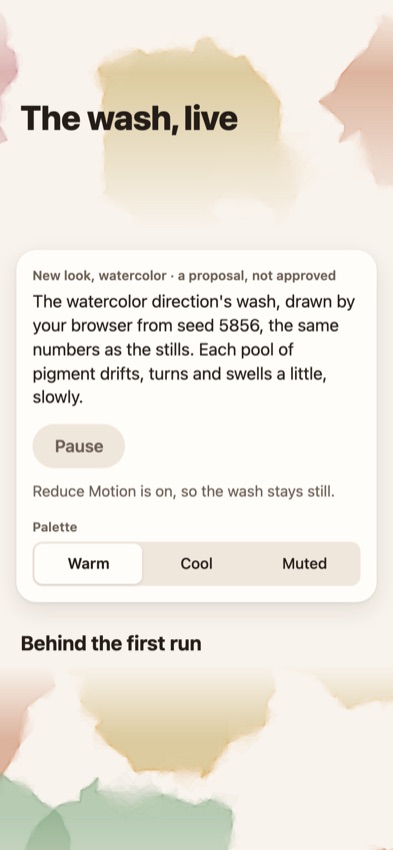 The wash, live
New look, watercolor · a proposal, not approved
The watercolor direction's wash, drawn by
your browser from seed 5856, the same
numbers as the stills. Each pool of
pigment drifts, turns and swells a little,
slowly.
Pause
Reduce Motion is on, so the wash stays still.
Palette
Warm Cool Muted
Behind the first run